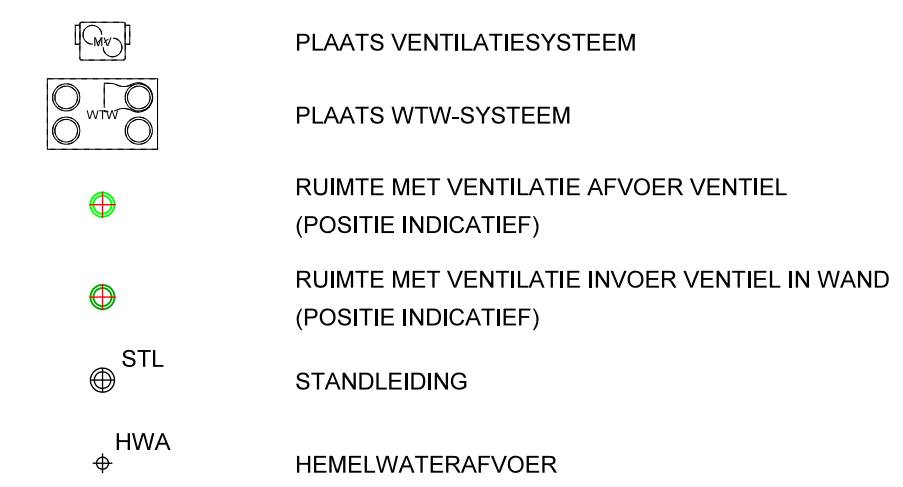 MV PLAATS VENTILATIESYSTEEM
WTW PLAATS WTW-SYSTEEM
RUIMTE MET VENTILATIE AFVOER VENTIEL
(POSITIE INDICATIEF)
RUIMTE MET VENTILATIE INVOER VENTIEL IN WAND
(POSITIE INDICATIEF)
STL
STANDLEIDING
HWA
HEMELWATERAFVOER